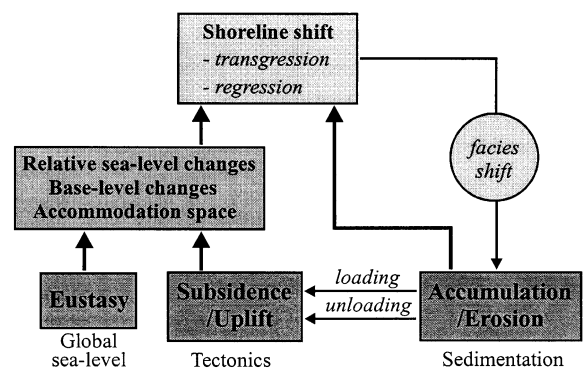 Shoreline shift
- transgression
- regression
facies
shift
Relative sea-level changes
Base-level changes
Accommodation space
loading
unloading
Eustasy
Subsidence
/Uplift
Accumulation
/Erosion
Global
sea-level
Tectonics
Sedimentation